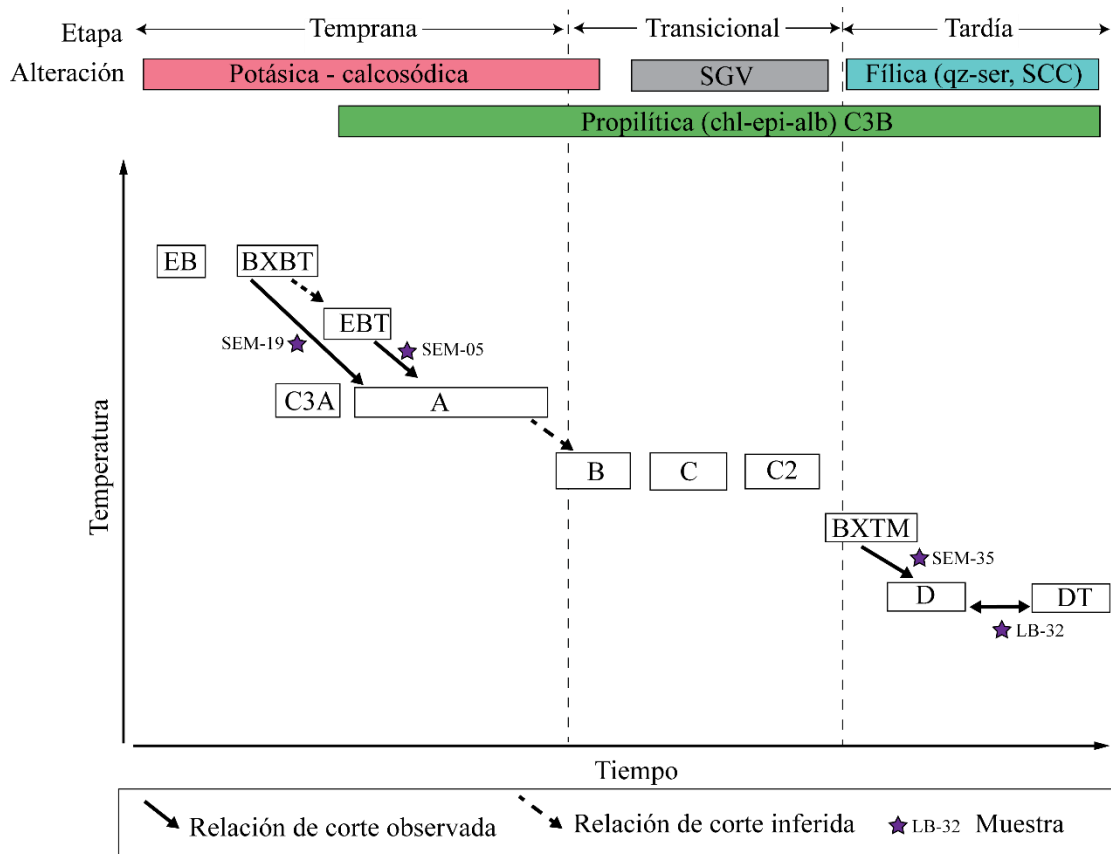 Etapa
Temprana
Transicional
Tardía
Alteración
Potásica - calcosódica
SGV
Fílica (qz-ser, SCC)
Propilítica (chl-epi-alb) C3B
Temperatura
EB
BXBT
EBT
SEM-19
SEM-05
C3A
A
B
C
C2
BXTM
SEM-35
D
DT
LB-32
Tiempo
Relación de corte observada
Relación de corte inferida
LB-32 Muestra